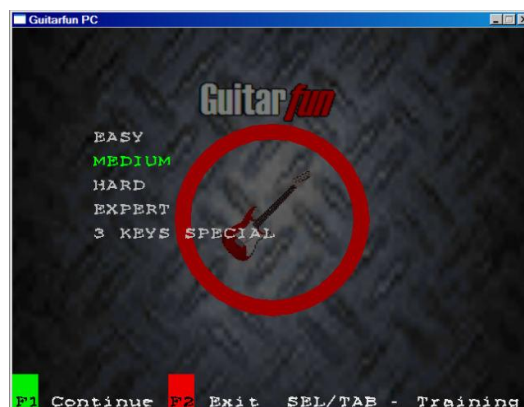 Guitarfun PC
Guitar fun
EASY
MEDIUM
HARD
EXPERT
3 KEYS SPECIAL
F1 Continue F2 Exit SEL/TAB - Training